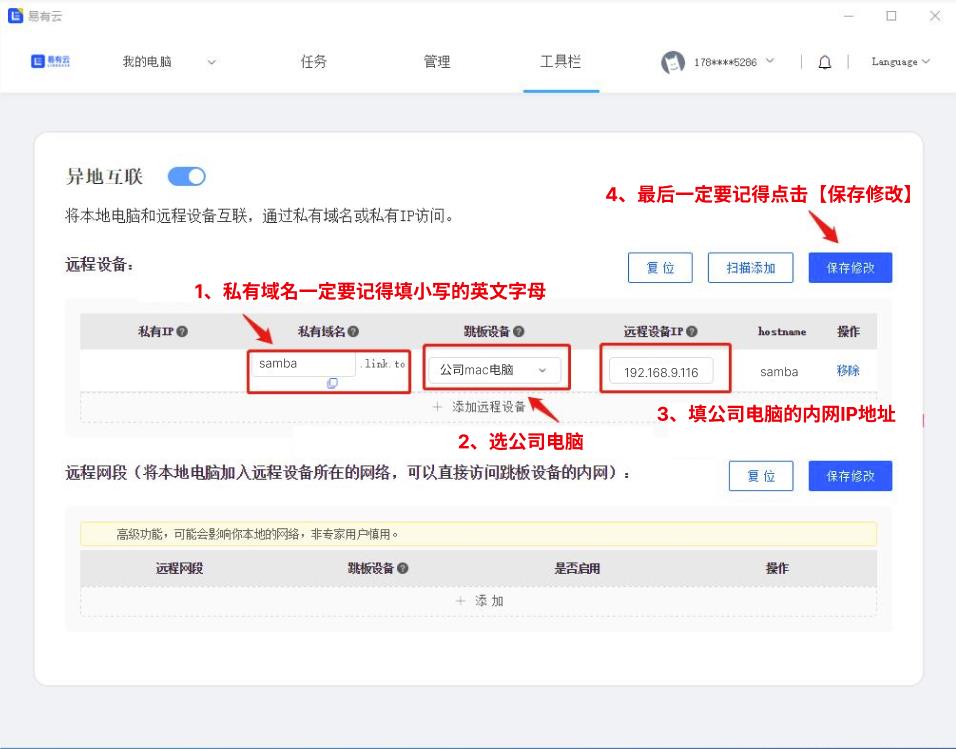 易有云
易有云
我的电脑
任务
管理
工具栏
178****5286
Language
异地互联
4、最后一定要记得点击【保存修改】
将本地电脑和远程设备互联，通过私有域名或私有IP访问。
远程设备：
复 位
扫描添加
保存修改
1、私有域名一定要记得填小写的英文字母
私有IP
私有域名
跳板设备
远程设备IP
hostname
操作
samba
.link.to
公司mac电脑
192.168.9.116
samba
移除
+ 添加远程设备
3、填公司电脑的内网IP地址
2、选公司电脑
远程网段（将本地电脑加入远程设备所在的网络，可以直接访问跳板设备的内网）：
复 位
保存修改
高级功能，可能会影响你本地的网络，非专家用户慎用。
远程网段
跳板设备
是否启用
操作
+ 添 加